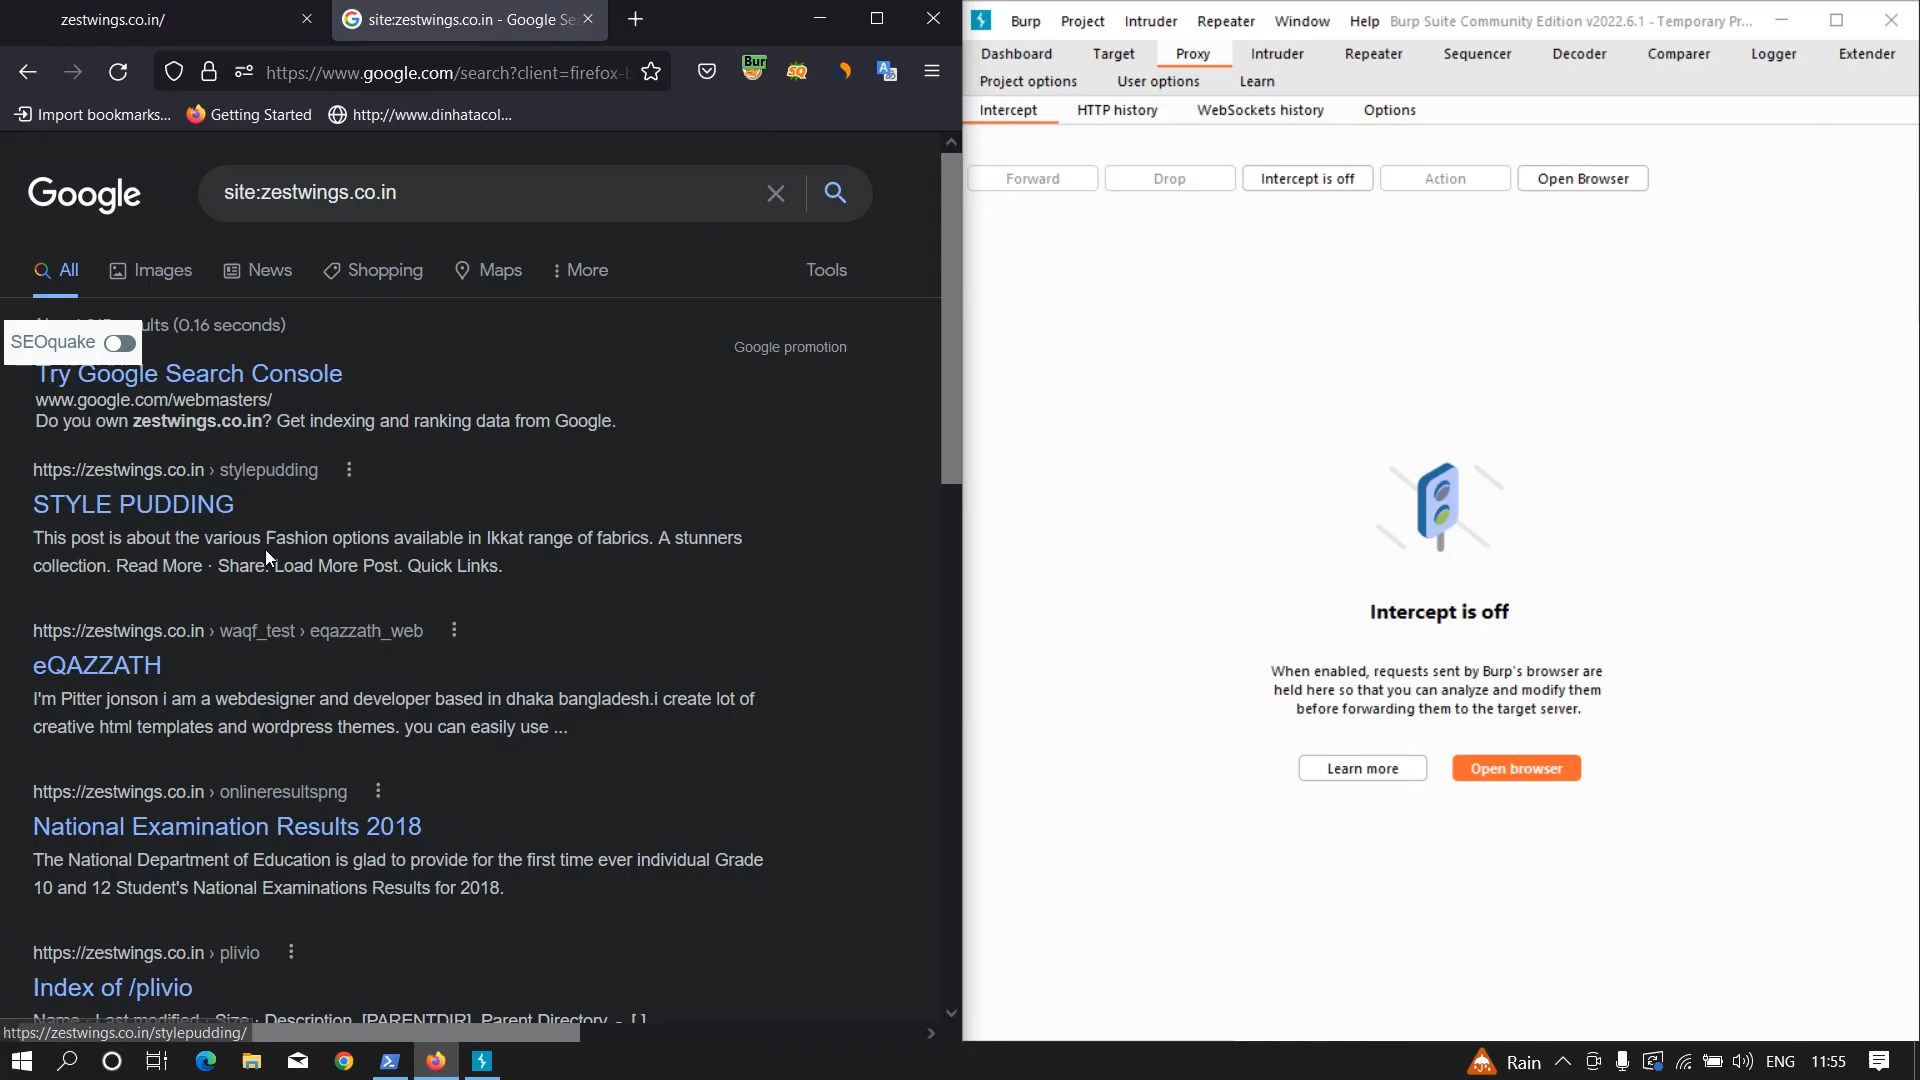 zestwings.co.in/
site:zestwings.co.in - Google Se
https://www.google.com/search?client=firefox-b
Bur
SQ
Import bookmarks...
Getting Started
http://www.dinhatacol...
Google
site:zestwings.co.in
All
Images
News
Shopping
Maps
More
Tools
ults (0.16 seconds)
SEOquake
Google promotion
Try Google Search Console
www.google.com/webmasters/
Do you own zestwings.co.in? Get indexing and ranking data from Google.
https://zestwings.co.in › stylepudding
STYLE PUDDING
This post is about the various Fashion options available in Ikkat range of fabrics. A stunners
collection. Read More · Share. Load More Post. Quick Links.
https://zestwings.co.in › waqf_test › eqazzath_web
eQAZZATH
I'm Pitter jonson i am a webdesigner and developer based in dhaka bangladesh.i create lot of
creative html templates and wordpress themes. you can easily use ...
https://zestwings.co.in › onlineresultspng
National Examination Results 2018
The National Department of Education is glad to provide for the first time ever individual Grade
10 and 12 Student's National Examinations Results for 2018.
https://zestwings.co.in › plivio
Index of /plivio
Name · Last modified · Size · Description. [PARENTDIR], Parent Directory, - [ ]
https://zestwings.co.in/stylepudding/
Burp Project Intruder Repeater Window Help Burp Suite Community Edition v2022.6.1 - Temporary Pr...
Dashboard Target Proxy Intruder Repeater Sequencer Decoder Comparer Logger Extender
Project options User options Learn
Intercept HTTP history WebSockets history Options
Forward Drop Intercept is off Action Open Browser
Intercept is off
When enabled, requests sent by Burp's browser are
held here so that you can analyze and modify them
before forwarding them to the target server.
Learn more
Open browser
Rain
ENG
11:55